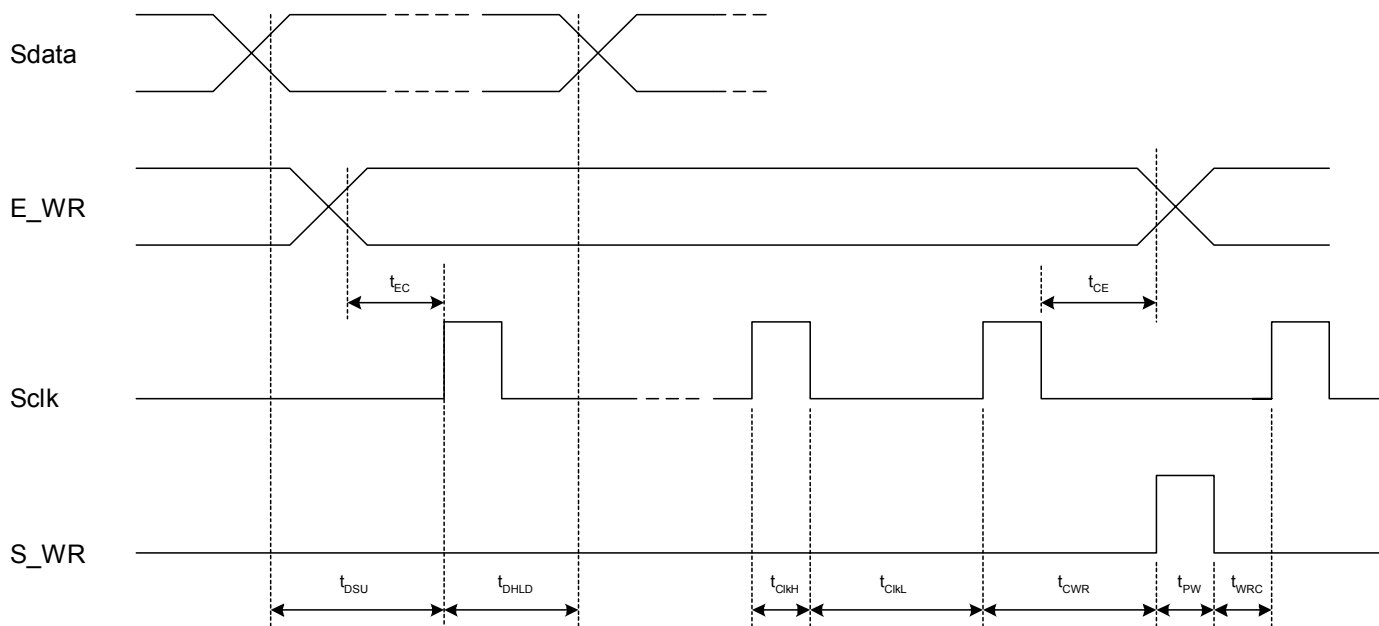 Sdata
E_WR
tEC
tCE
Sclk
S_WR
tDSU
tDHLD
tClkH
tClkL
tCWR
tPW
tWRC